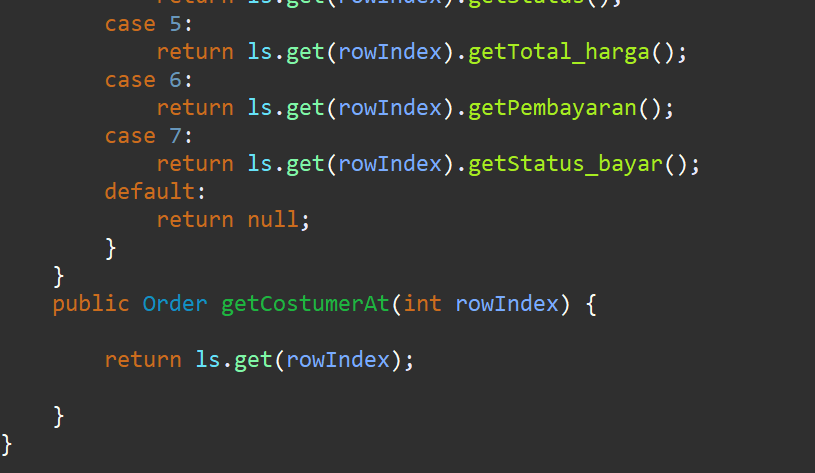 return ls.get(rowIndex).getStatus();
case 5:
return ls.get(rowIndex).getTotal_harga();
case 6:
return ls.get(rowIndex).getPembayaran();
case 7:
return ls.get(rowIndex).getStatus_bayar();
default:
return null;
}
}
public Order getCostumerAt(int rowIndex) {
return ls.get(rowIndex);
}
}